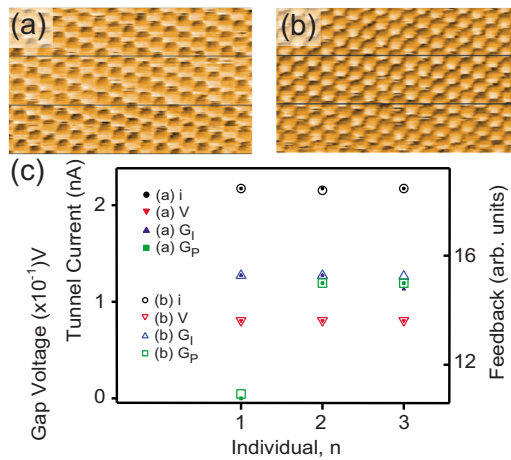 (a)
(b)
(c)
Gap Voltage (x10⁻¹)V
Tunnel Current (nA)
2
1
0
(a) i
(a) V
(a) G_I
(a) G_P
(b) i
(b) V
(b) G_I
(b) G_P
16
12
Feedback (arb. units)
1 2 3
Individual, n